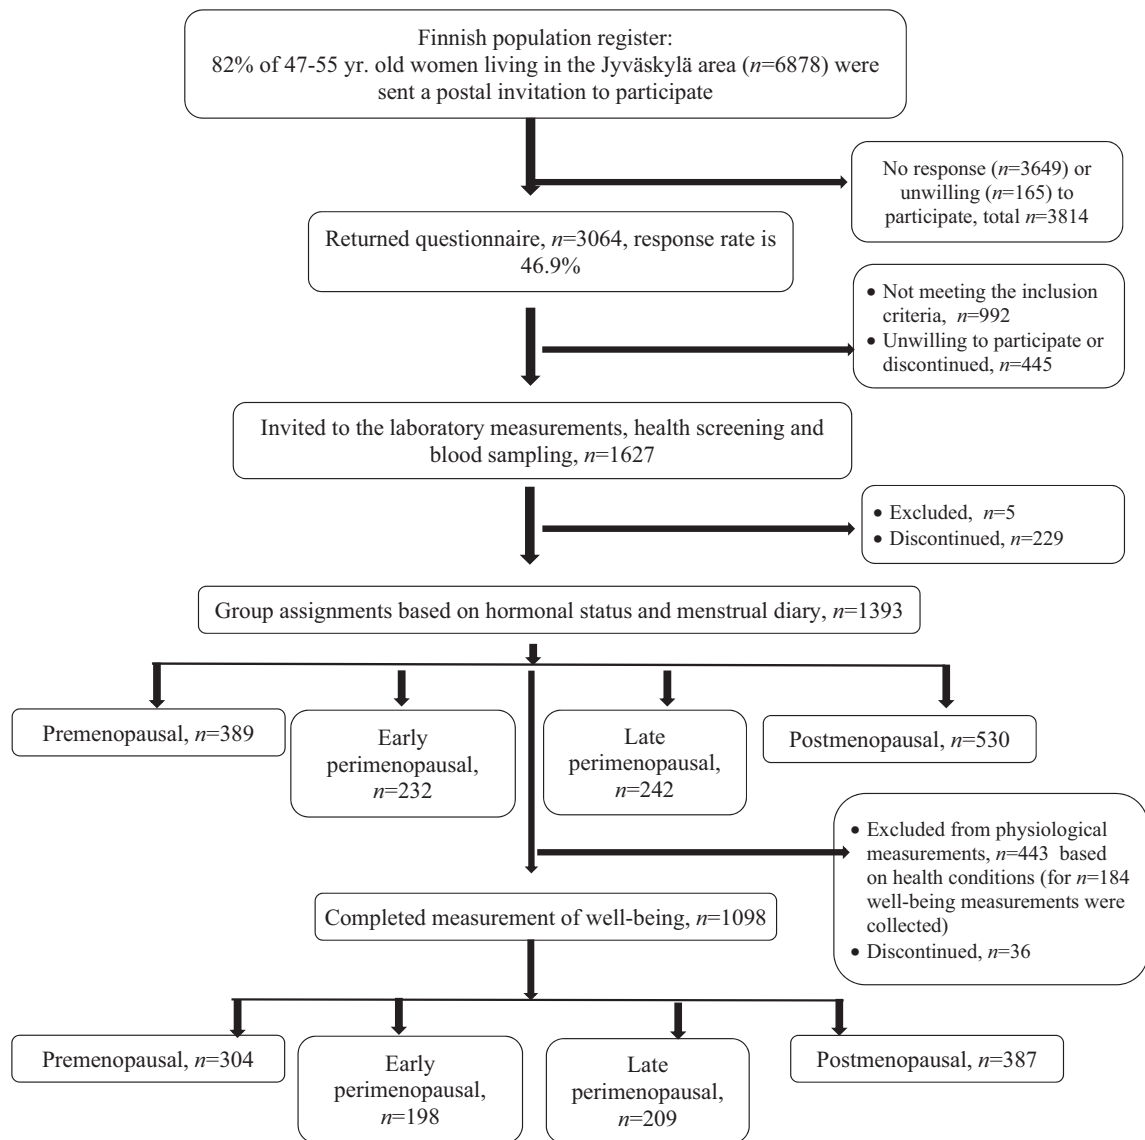 Finnish population register:
82% of 47-55 yr. old women living in the Jyväskylä area (n=6878) were
sent a postal invitation to participate
No response (n=3649) or
unwilling (n=165) to
participate, total n=3814
Returned questionnaire, n=3064, response rate is
46.9%
• Not meeting the inclusion
criteria, n=992
• Unwilling to participate or
discontinued, n=445
Invited to the laboratory measurements, health screening and
blood sampling, n=1627
• Excluded, n=5
• Discontinued, n=229
Group assignments based on hormonal status and menstrual diary, n=1393
Premenopausal, n=389
Early
perimenopausal,
n=232
Late
perimenopausal,
n=242
Postmenopausal, n=530
• Excluded from physiological
measurements, n=443 based
on health conditions (for n=184
well-being measurements were
collected)
• Discontinued, n=36
Completed measurement of well-being, n=1098
Premenopausal, n=304
Early
perimenopausal,
n=198
Late
perimenopausal,
n=209
Postmenopausal, n=387